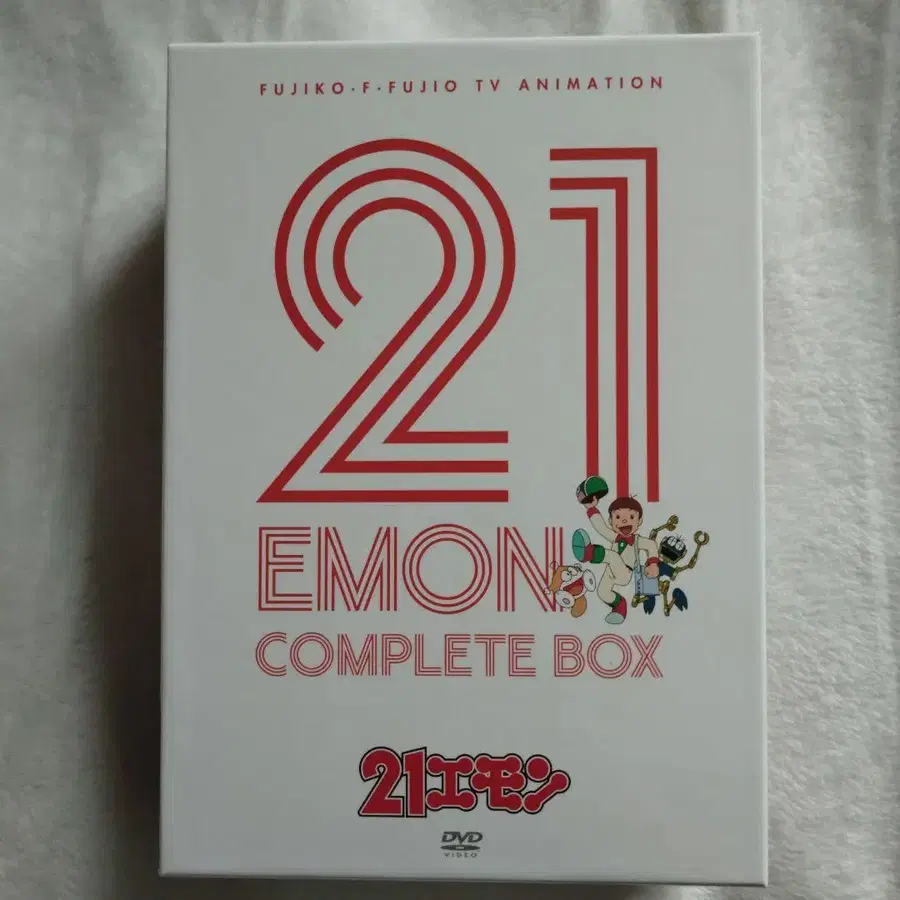 FUJIKO・F・FUJIO TV ANIMATION
21
EMON
COMPLETE BOX
21エモン
DVD
VIDEO